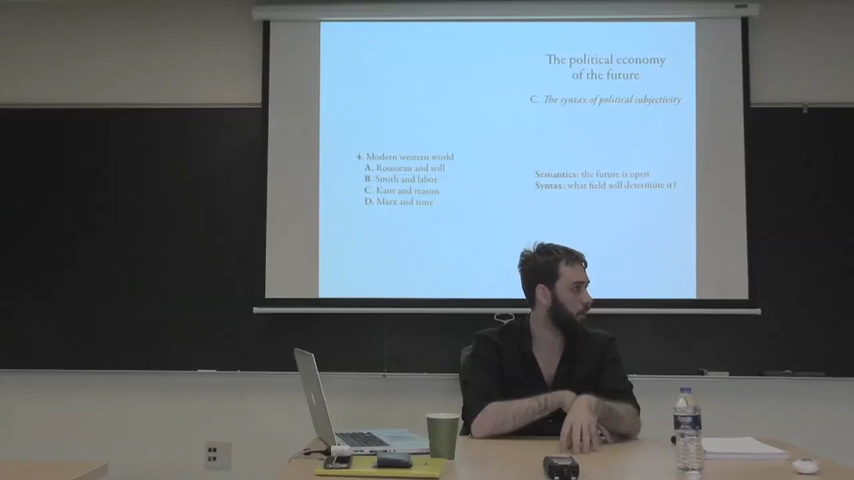 The political economy
of the future
C. The syntax of political subjectivity
4. Modern western world
A. Rousseau and will
B. Smith and labor
C. Kant and reason
D. Marx and time
Semantics: the future is open
Syntax: what field will determine it?